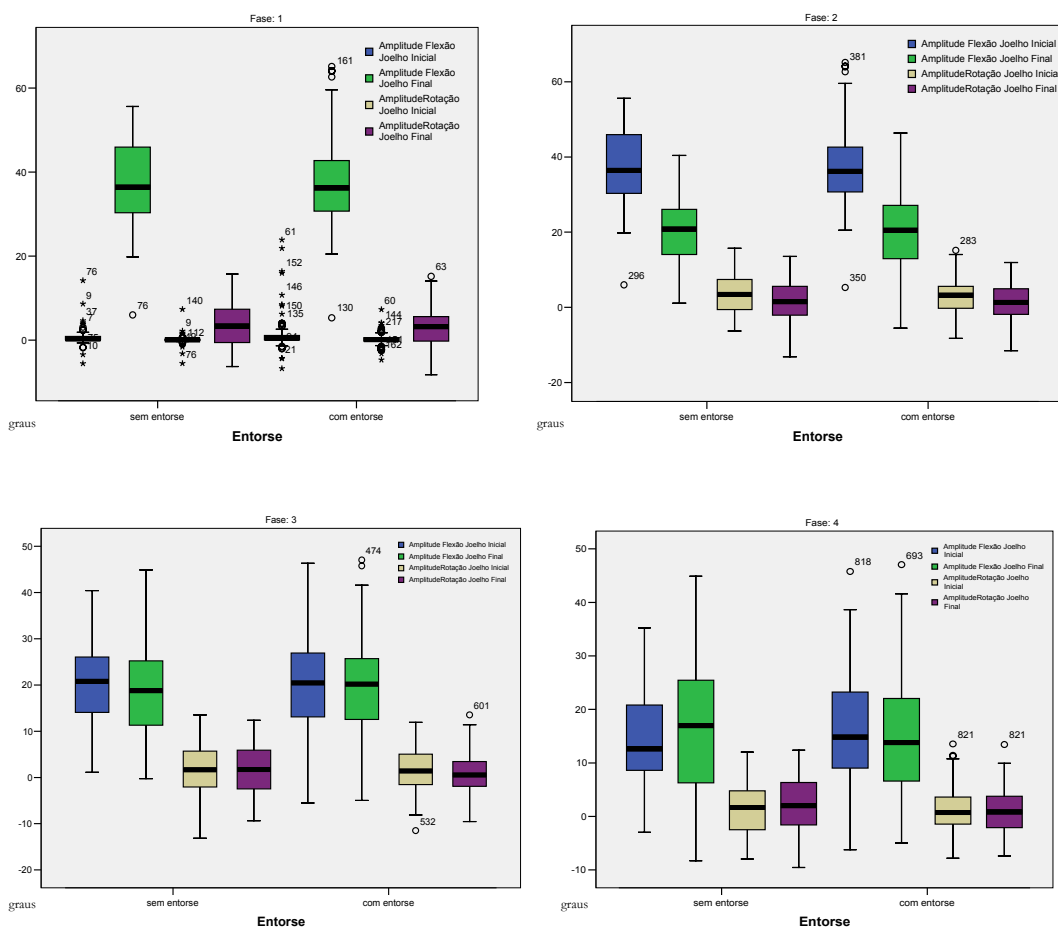 Fase: 1
Amplitude Flexão
Joelho Inicial
Amplitude Flexão
Joelho Final
AmplitudeRotação
Joelho Inicial
AmplitudeRotação
Joelho Final
60
40
20
0
76
9
37
7
75
10
76
140
9
112
76
61
152
146
150
135
21
161
130
60
144
217
162
63
sem entorse
com entorse
graus
Entorse
Fase: 2
Amplitude Flexão Joelho Inicial
Amplitude Flexão Joelho Final
AmplitudeRotação Joelho Inicial
AmplitudeRotação Joelho Final
60
40
20
0
-20
296
381
350
283
sem entorse
com entorse
graus
Entorse
Fase: 3
Amplitude Flexão Joelho Inicial
Amplitude Flexão Joelho Final
AmplitudeRotação Joelho Inicial
AmplitudeRotação Joelho Final
50
40
30
20
10
0
-10
-20
474
532
601
sem entorse
com entorse
graus
Entorse
Fase: 4
Amplitude Flexão Joelho
Inicial
Amplitude Flexão Joelho Final
AmplitudeRotação Joelho
Inicial
AmplitudeRotação Joelho
Final
50
40
30
20
10
0
-10
818
693
821
821
sem entorse
com entorse
graus
Entorse